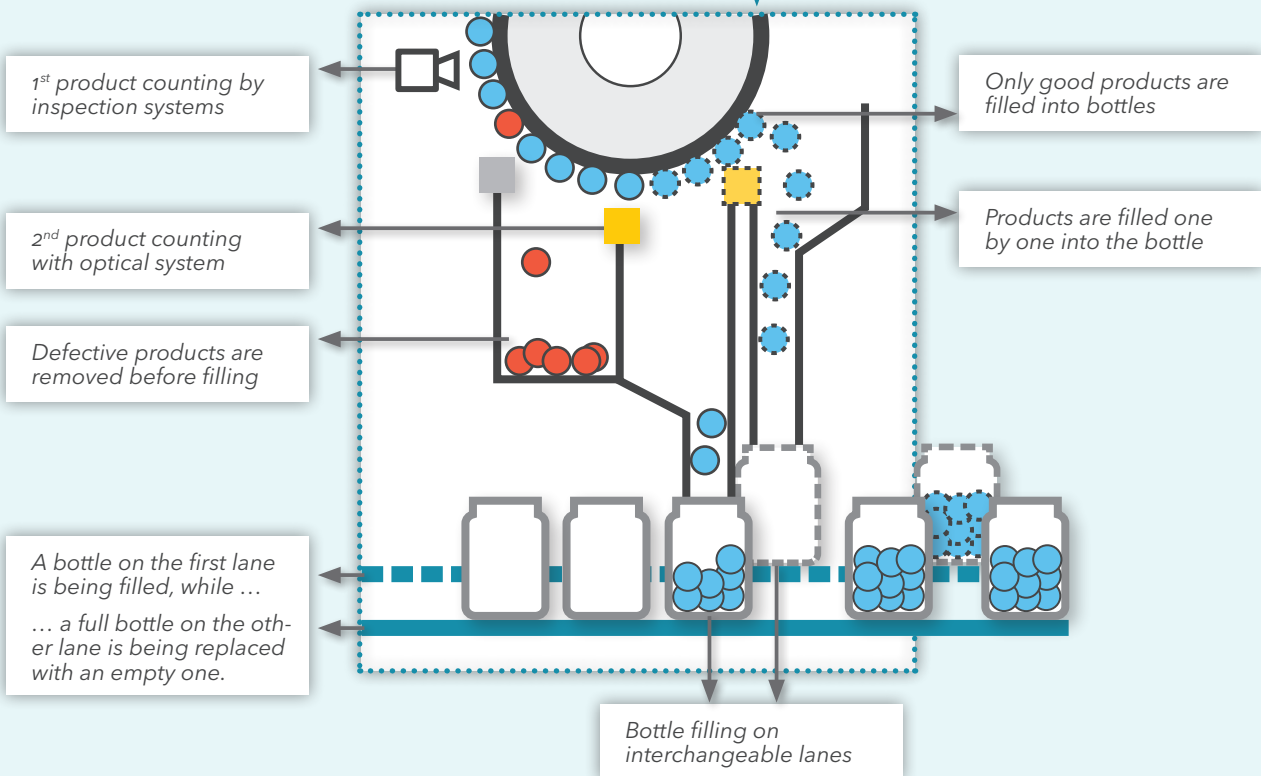 1st product counting by
inspection systems
Only good products are
filled into bottles
2nd product counting
with optical system
Products are filled one
by one into the bottle
Defective products are
removed before filling
A bottle on the first lane
is being filled, while …
… a full bottle on the oth-
er lane is being replaced
with an empty one.
Bottle filling on
interchangeable lanes